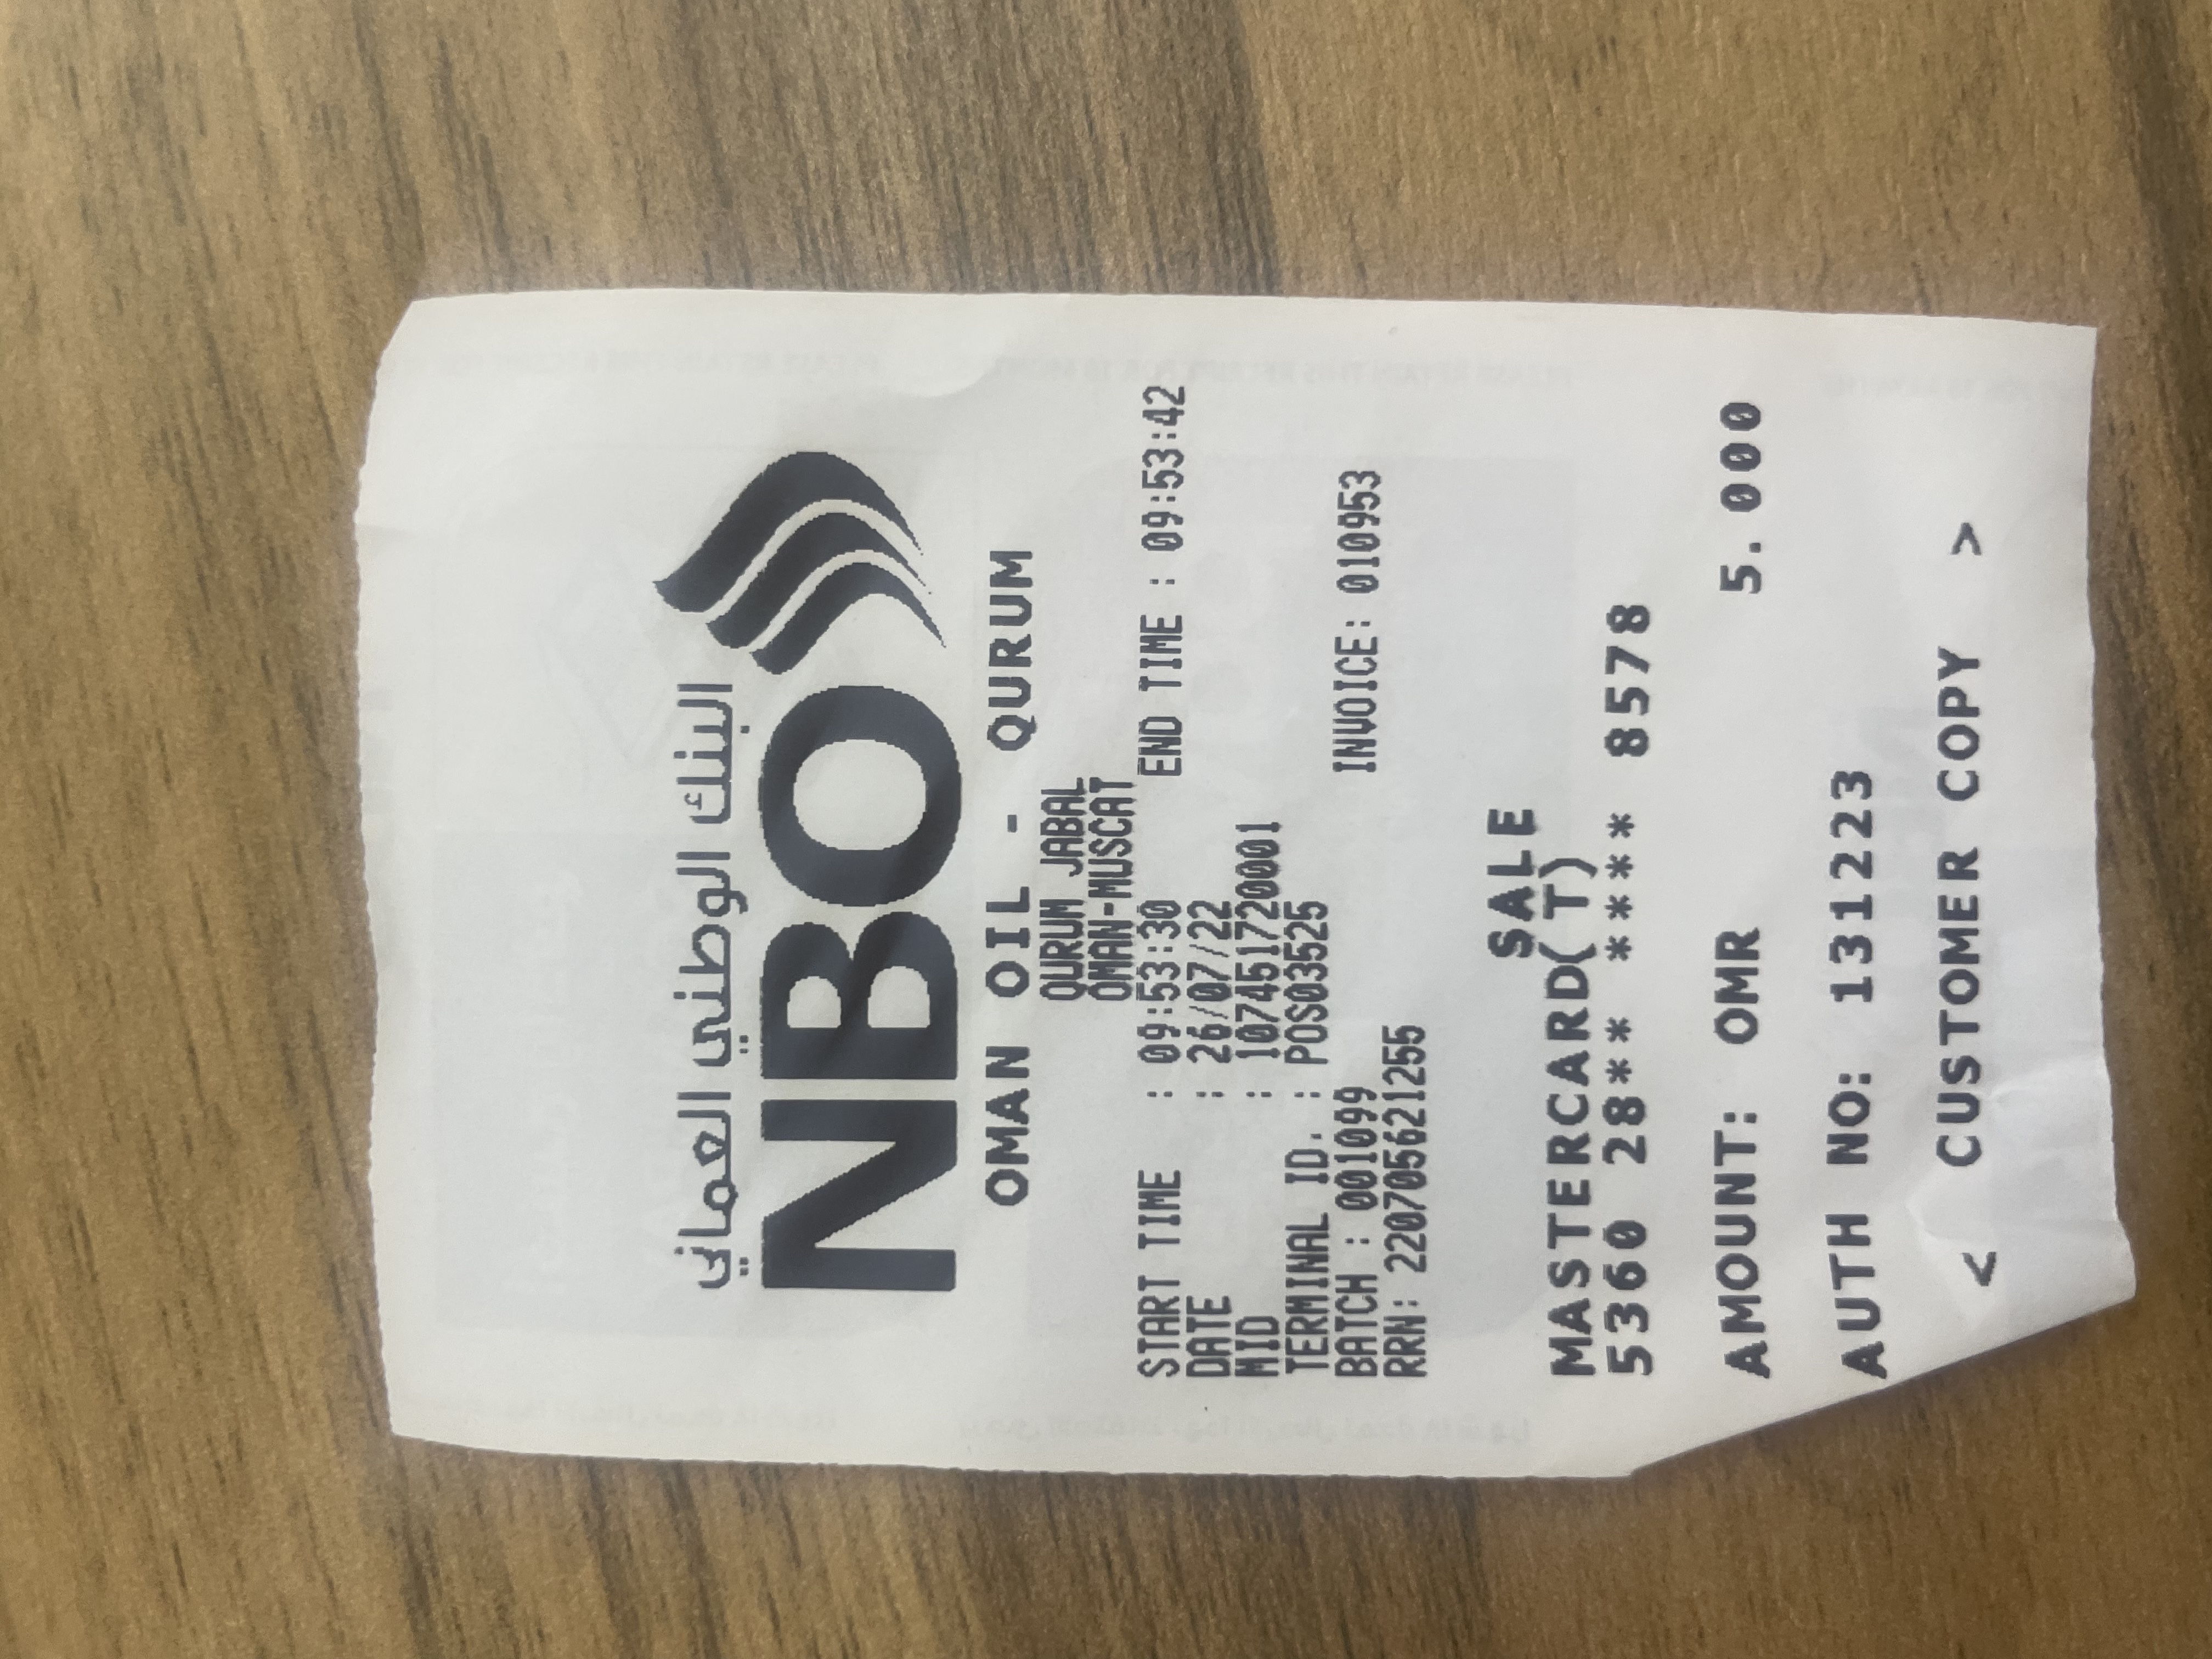 البنك الوطني العماني
NBO
OMAN OIL - QURUM
QURUM JABAL
OMAN-MUSCAT
START TIME : 09:53:30 END TIME : 09:53:42
DATE : 26/07/22
MID : 107451720001
TERMINAL ID. : POS03525
BATCH : 001099 INVOICE: 010953
RRN: 220705621255
SALE
MASTERCARD( T)
5360 28** **** 8578
AMOUNT: OMR 5.000
AUTH NO: 131223
< CUSTOMER COPY >